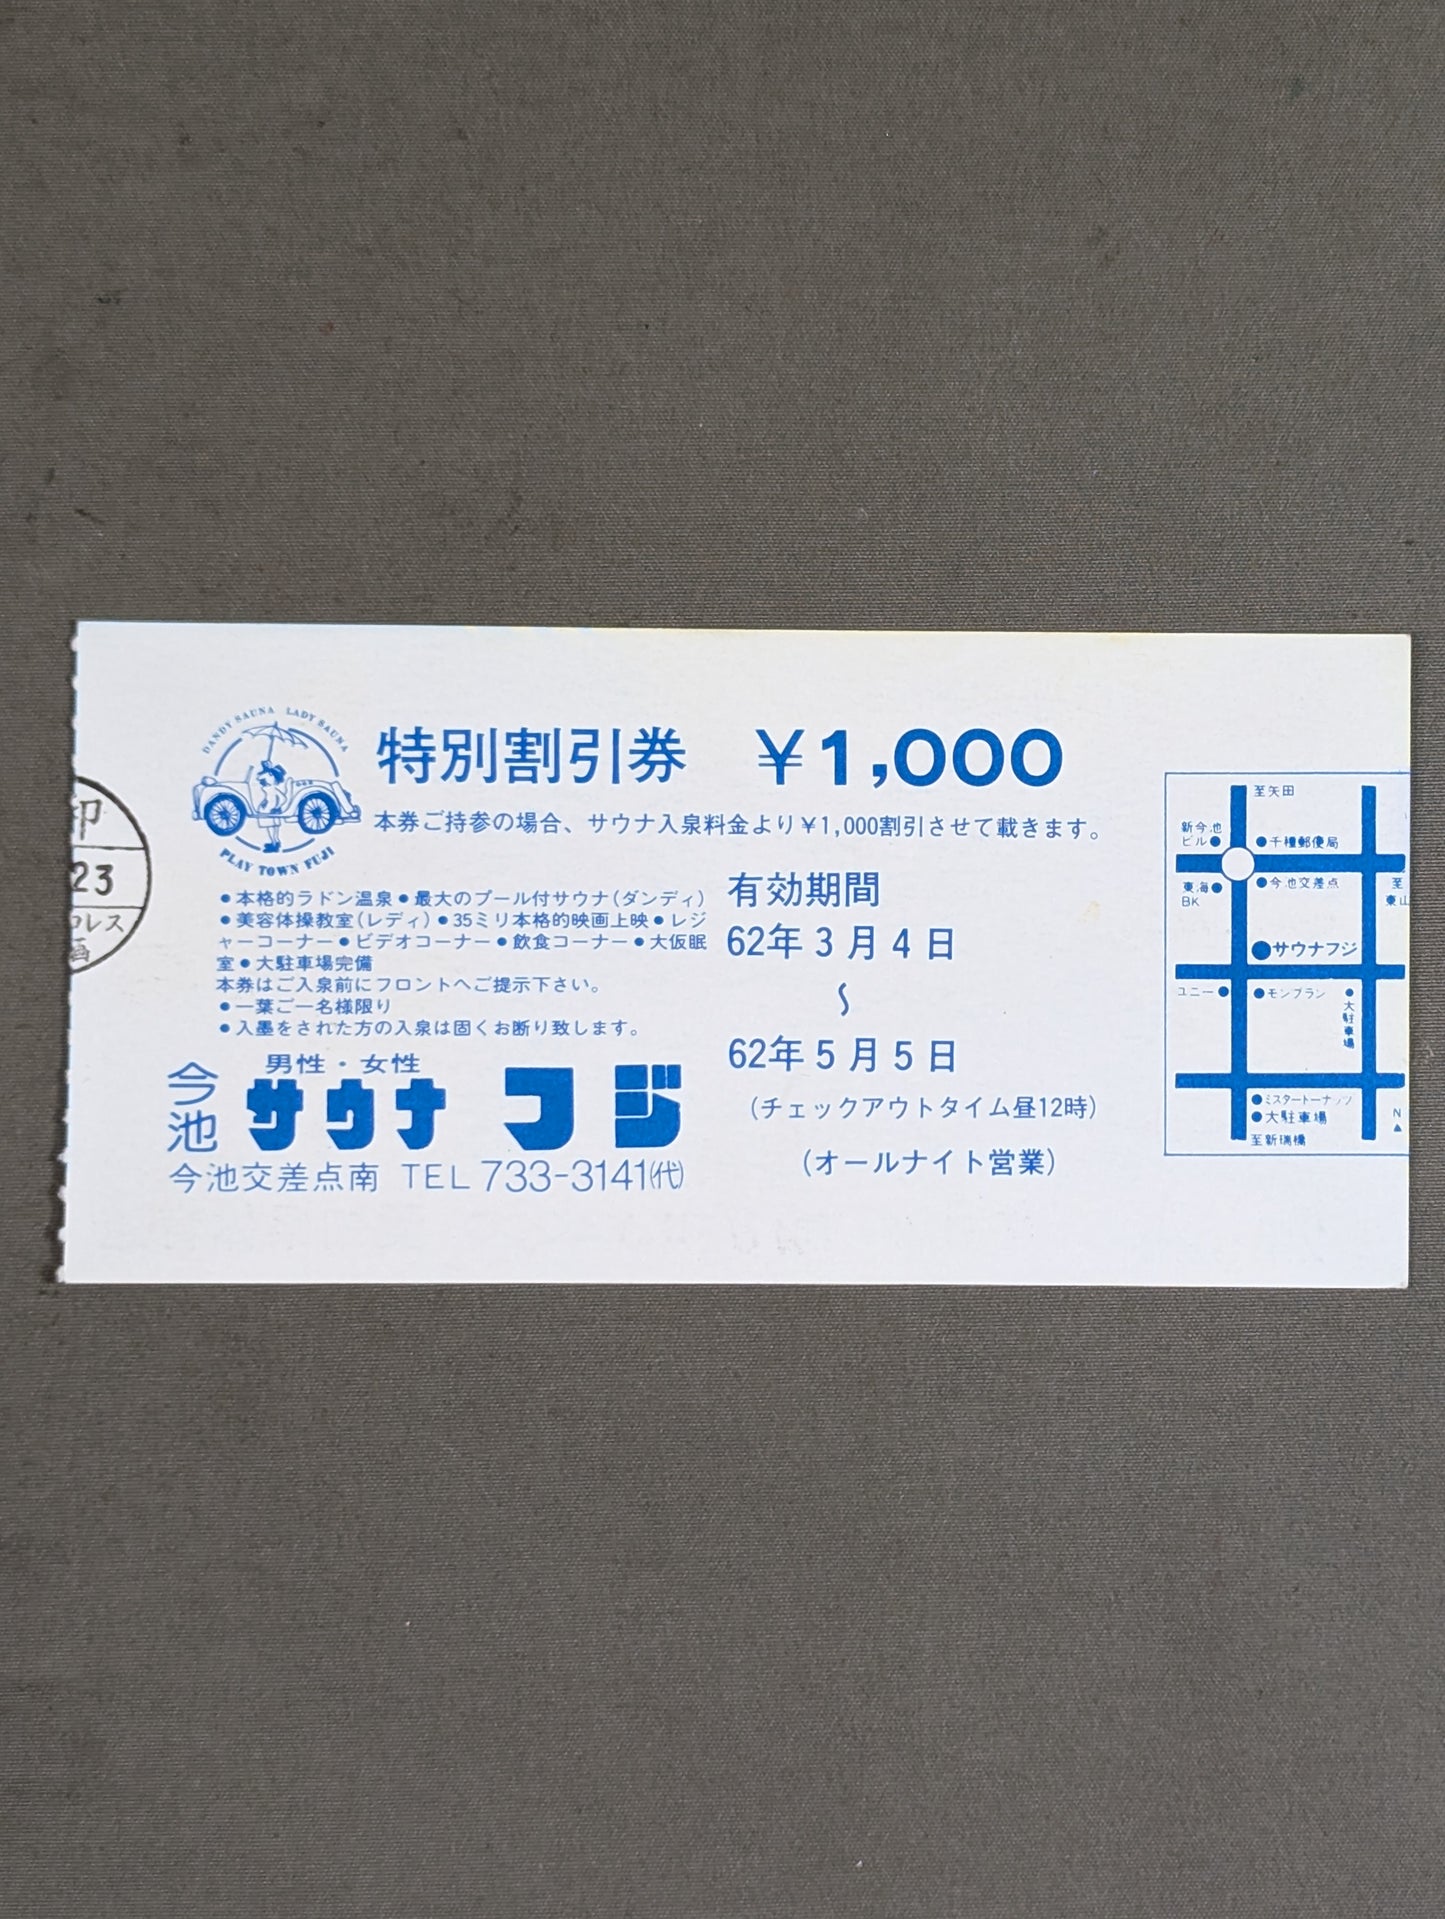 DANDY SAUNA LADY SAUNA
PLAY TOWN FUJI
特別割引券 ¥1,000
本券ご持参の場合、サウナ入泉料金より¥1,000割引させて載きます。
●本格的ラドン温泉●最大のプール付サウナ(ダンディ)
●美容体操教室(レディ)●35ミリ本格的映画上映●レジ
ャーコーナー●ビデオコーナー●飲食コーナー●大仮眠
室●大駐車場完備
本券はご入泉前にフロントへご提示下さい。
●一葉ご一名様限り
●入墨をされた方の入泉は固くお断り致します。
男性・女性
今池 サウナ フジ
今池交差点南 TEL 733-3141㈹
有効期間
62年3月4日
〜
62年5月5日
(チェックアウトタイム昼12時)
(オールナイト営業)
至矢田
新今池
ビル●
●千種郵便局
東海●
BK
●今池交差点
至
東山
●サウナフジ
ユニー●
●モンブラン
●大駐車場
●ミスタードーナッツ
●大駐車場
至新瑞橋
N
印
23
ロレス
画